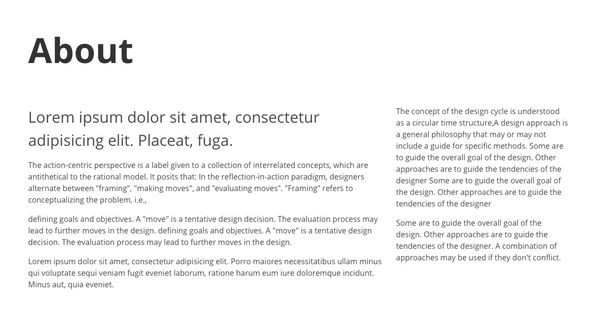 About
Lorem ipsum dolor sit amet, consectetur
adipisicing elit. Placeat, fuga.
The action-centric perspective is a label given to a collection of interrelated concepts, which are
antithetical to the rational model. It posits that: In the reflection-in-action paradigm, designers
alternate between "framing", "making moves", and "evaluating moves". "Framing" refers to
conceptualizing the problem, i.e.,
defining goals and objectives. A "move" is a tentative design decision. The evaluation process may
lead to further moves in the design. defining goals and objectives. A "move" is a tentative design
decision. The evaluation process may lead to further moves in the design.
Lorem ipsum dolor sit amet, consectetur adipisicing elit. Porro maiores necessitatibus ullam minus
qui voluptate sequi veniam fugit eveniet laborum, ratione harum eum iure doloremque incidunt.
Minus aut, quia eveniet.
The concept of the design cycle is understood
as a circular time structure,A design approach is
a general philosophy that may or may not
include a guide for specific methods. Some are
to guide the overall goal of the design. Other
approaches are to guide the tendencies of the
designer Some are to guide the overall goal of
the design. Other approaches are to guide the
tendencies of the designer
Some are to guide the overall goal of the
design. Other approaches are to guide the
tendencies of the designer. A combination of
approaches may be used if they don't conflict.